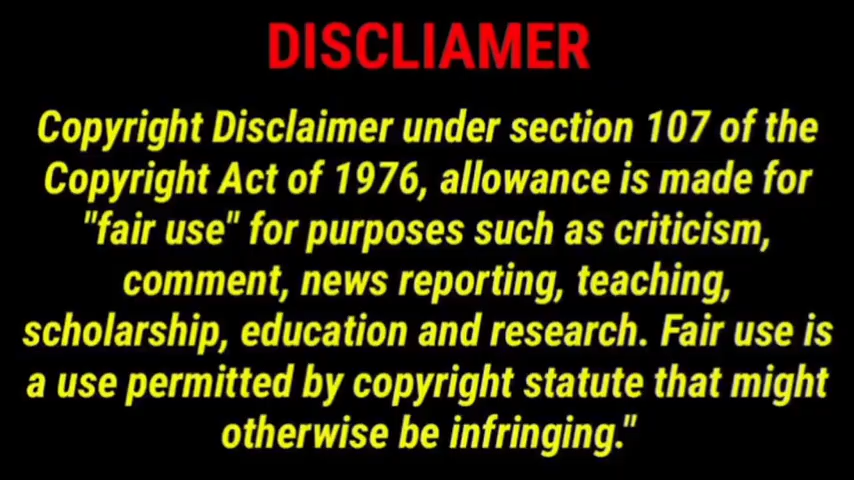 DISCLIAMER
Copyright Disclaimer under section 107 of the
Copyright Act of 1976, allowance is made for
"fair use" for purposes such as criticism,
comment, news reporting, teaching,
scholarship, education and research. Fair use is
a use permitted by copyright statute that might
otherwise be infringing."